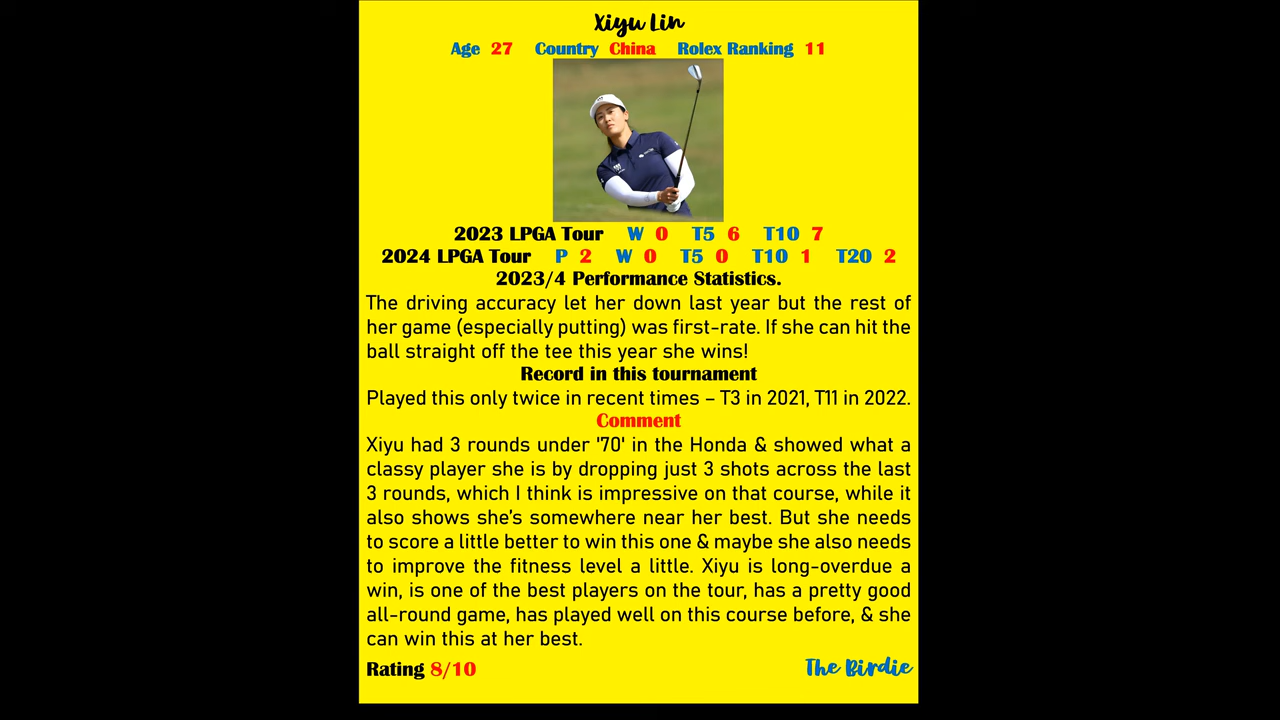 Xiyu Lin
Age 27 Country China Rolex Ranking 11
2023 LPGA Tour W 0 T5 6 T10 7
2024 LPGA Tour P 2 W 0 T5 0 T10 1 T20 2
2023/4 Performance Statistics.
The driving accuracy let her down last year but the rest of
her game (especially putting) was first-rate. If she can hit the
ball straight off the tee this year she wins!
Record in this tournament
Played this only twice in recent times – T3 in 2021, T11 in 2022.
Comment
Xiyu had 3 rounds under '70' in the Honda & showed what a
classy player she is by dropping just 3 shots across the last
3 rounds, which I think is impressive on that course, while it
also shows she's somewhere near her best. But she needs
to score a little better to win this one & maybe she also needs
to improve the fitness level a little. Xiyu is long-overdue a
win, is one of the best players on the tour, has a pretty good
all-round game, has played well on this course before, & she
can win this at her best.
Rating 8/10 The Birdie